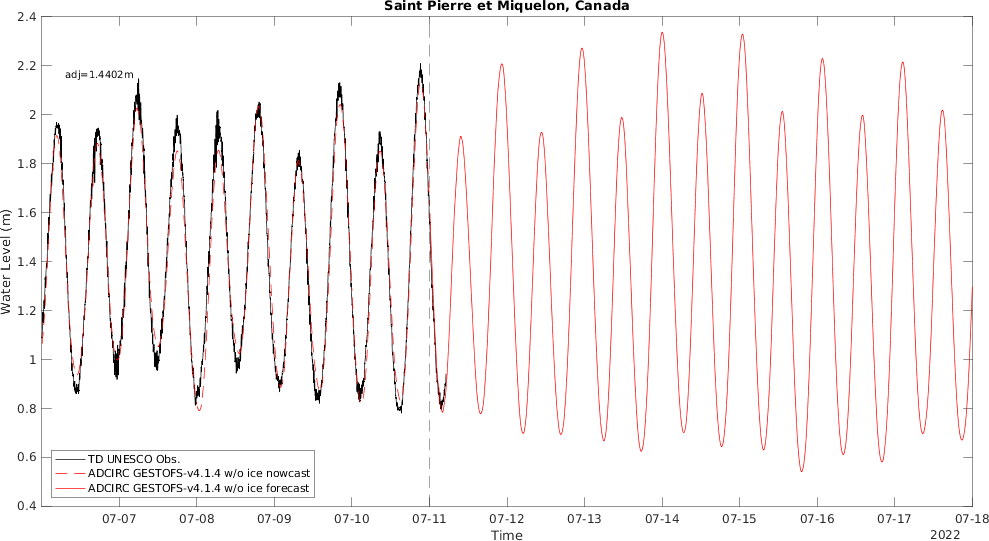 Saint Pierre et Miquelon, Canada
2.4
2.2
2
1.8
1.6
1.4
1.2
1
0.8
0.6
0.4
Water Level (m)
adj=1.4402m
TD UNESCO Obs.
ADCIRC GESTOFS-v4.1.4 w/o ice nowcast
ADCIRC GESTOFS-v4.1.4 w/o ice forecast
07-07 07-08 07-09 07-10 07-11 07-12 07-13 07-14 07-15 07-16 07-17 07-18
Time
2022